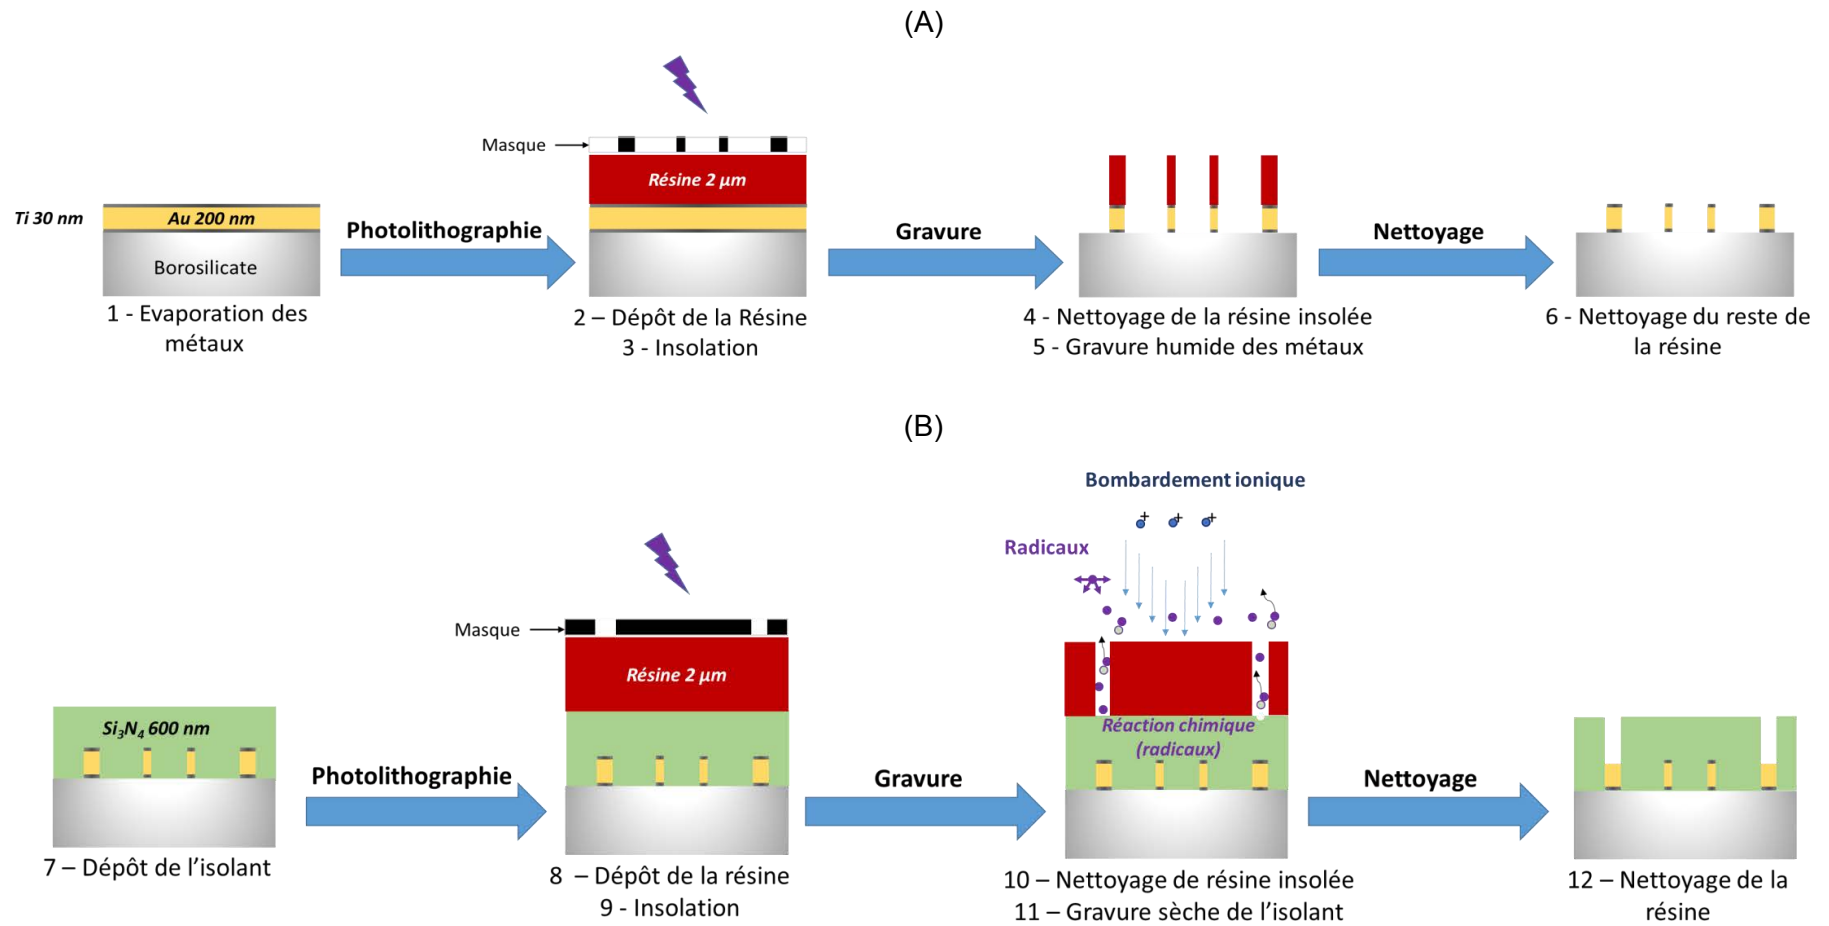 (A)
Masque
Résine 2 µm
Ti 30 nm
Au 200 nm
Borosilicate
Photolithographie
Gravure
Nettoyage
1 - Evaporation des
métaux
2 – Dépôt de la Résine
3 - Insolation
4 - Nettoyage de la résine insolée
5 - Gravure humide des métaux
6 - Nettoyage du reste de
la résine
(B)
Bombardement ionique
+ + +
Radicaux
Masque
Résine 2 µm
Si₃N₄ 600 nm
Réaction chimique
(radicaux)
Photolithographie
Gravure
Nettoyage
7 – Dépôt de l'isolant
8 – Dépôt de la résine
9 - Insolation
10 – Nettoyage de résine insolée
11 – Gravure sèche de l'isolant
12 – Nettoyage de la
résine